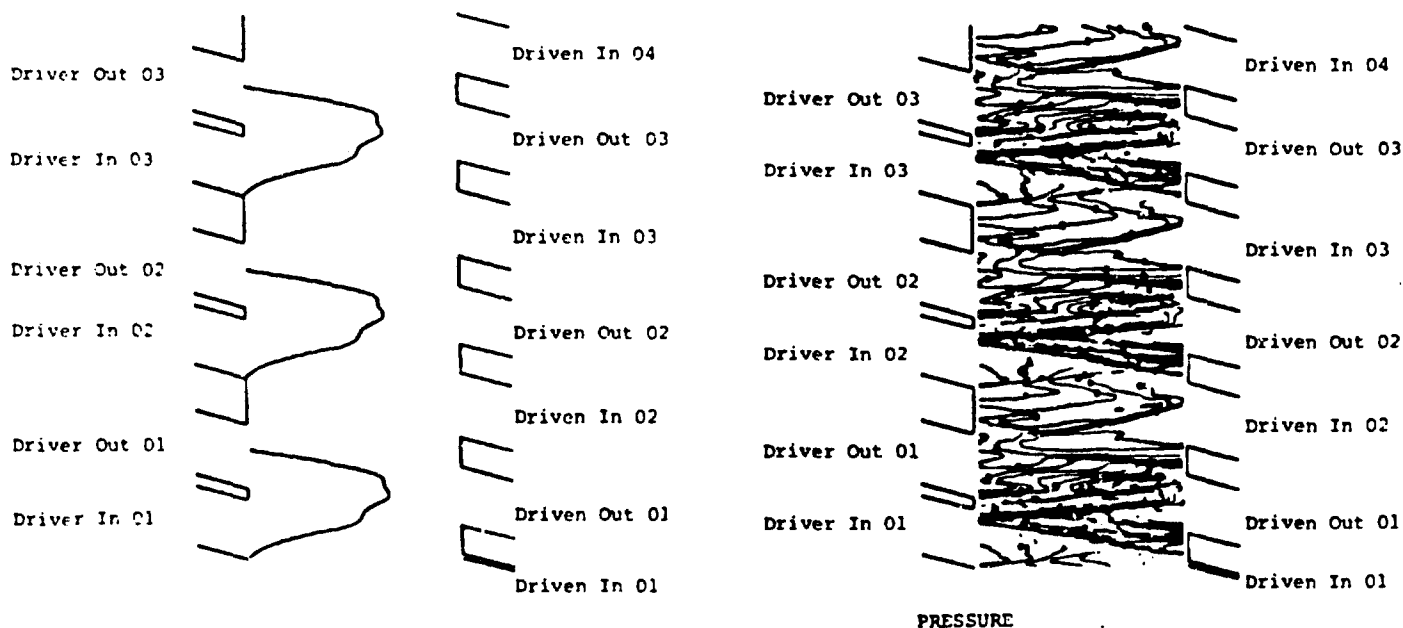 Driven In 04
Driver Out 03
Driven Out 03
Driver In 03
Driven In 03
Driver Out 02
Driven Out 02
Driver In 02
Driven In 02
Driver Out 01
Driven Out 01
Driver In 01
Driven In 01
Driven In 04
Driver Out 03
Driven Out 03
Driver In 03
Driven In 03
Driver Out 02
Driven Out 02
Driver In 02
Driven In 02
Driver Out 01
Driven Out 01
Driver In 01
Driven In 01
PRESSURE